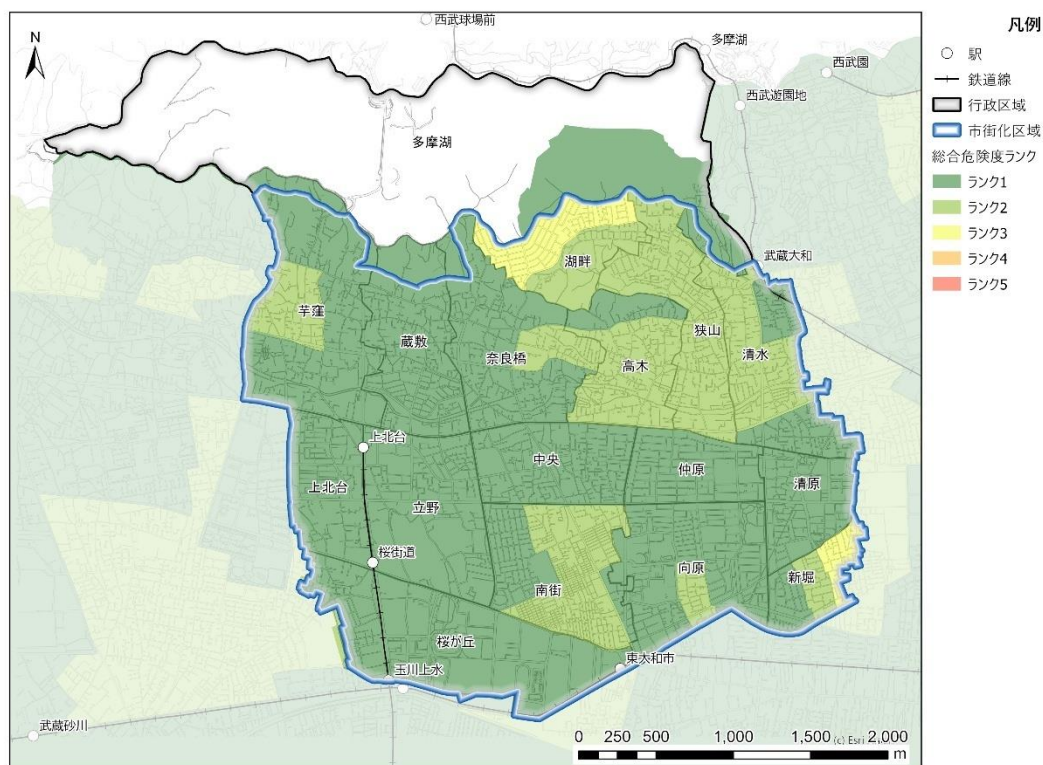 西武球場前
N
多摩湖
西武園
西武遊園地
多摩湖
武蔵大和
湖畔
芋窪
狭山
蔵敷
奈良橋
高木
清水
上北台
中央
仲原
清原
上北台
立野
桜街道
向原
新堀
南街
桜が丘
東大和市
玉川上水
武蔵砂川
0 250 500 1,000 1,500 2,000
m
(c) Esri
凡例
駅
鉄道線
行政区域
市街化区域
総合危険度ランク
ランク1
ランク2
ランク3
ランク4
ランク5